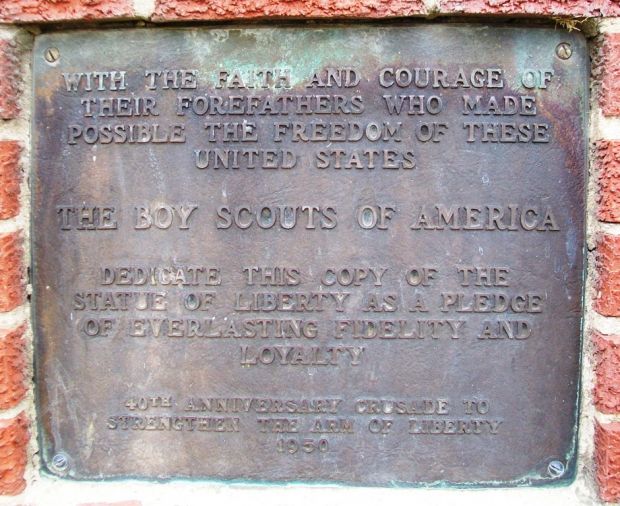 WITH THE FAITH AND COURAGE OF
THEIR FOREFATHERS WHO MADE
POSSIBLE THE FREEDOM OF THESE
UNITED STATES
THE BOY SCOUTS OF AMERICA
DEDICATE THIS COPY OF THE
STATUE OF LIBERTY AS A PLEDGE
OF EVERLASTING FIDELITY AND
LOYALTY
40TH ANNIVERSARY CRUSADE TO
STRENGTHEN THE ARM OF LIBERTY
1950